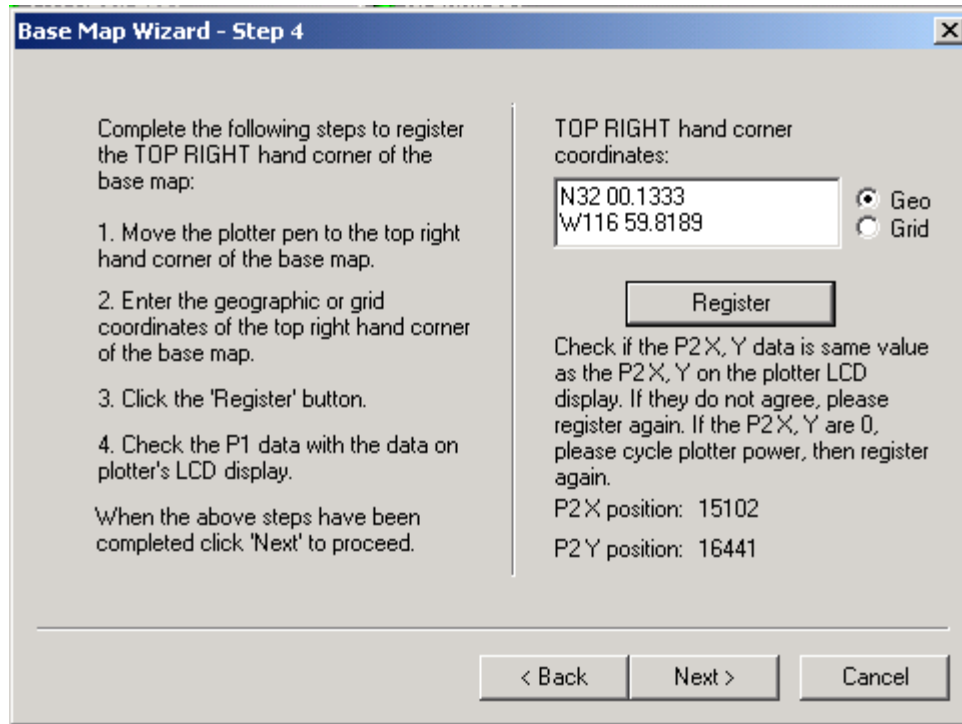 Base Map Wizard - Step 4
Complete the following steps to register
the TOP RIGHT hand corner of the
base map:
1. Move the plotter pen to the top right
hand corner of the base map.
2. Enter the geographic or grid
coordinates of the top right hand corner
of the base map.
3. Click the 'Register' button.
4. Check the P1 data with the data on
plotter's LCD display.
When the above steps have been
completed click 'Next' to proceed.
TOP RIGHT hand corner
coordinates:
N32 00.1333
W116 59.8189
Geo
Grid
Register
Check if the P2 X, Y data is same value
as the P2 X, Y on the plotter LCD
display. If they do not agree, please
register again. If the P2 X, Y are 0,
please cycle plotter power, then register
again.
P2 X position: 15102
P2 Y position: 16441
< Back
Next >
Cancel